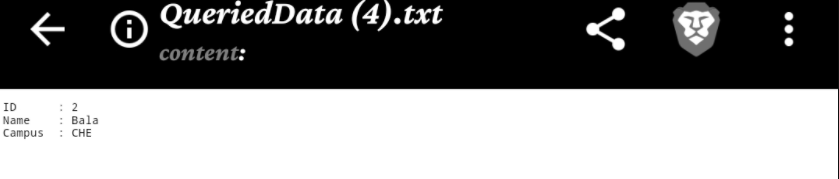 QueriedData (4).txt
content:
ID : 2
Name : Bala
Campus : CHE